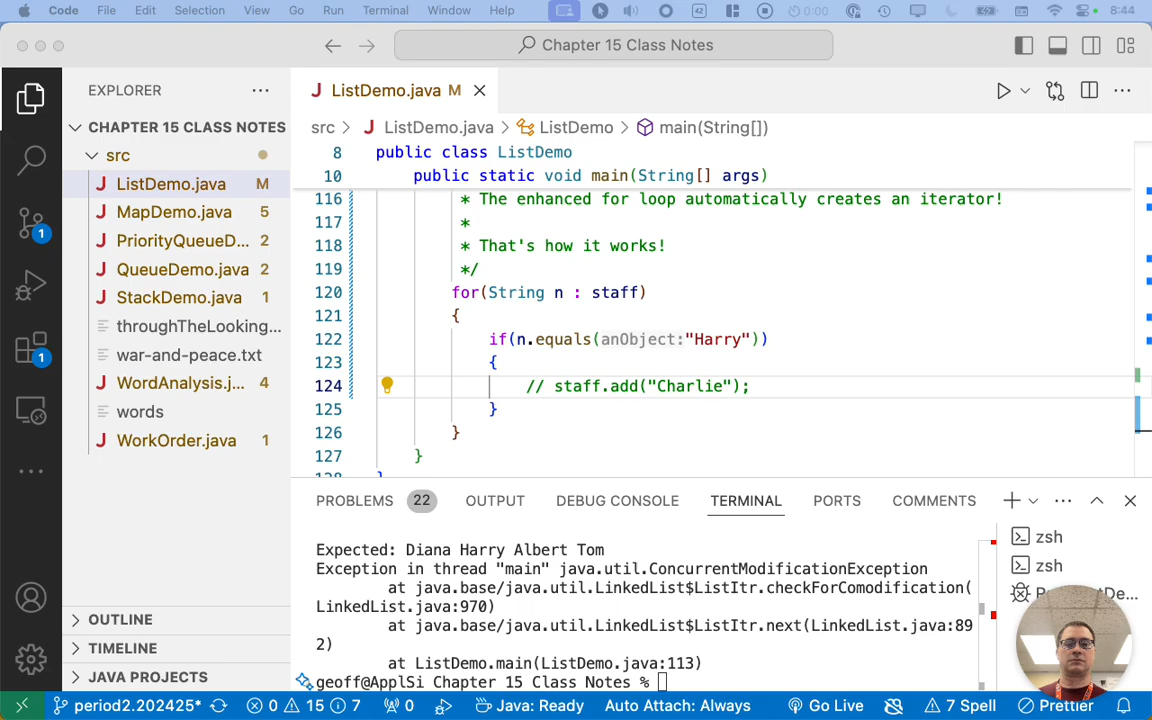 Code File Edit Selection View Go Run Terminal Window Help 42 0:00 8:44
Chapter 15 Class Notes
EXPLORER
CHAPTER 15 CLASS NOTES
src
ListDemo.java M
MapDemo.java 5
PriorityQueueD... 2
QueueDemo.java 2
StackDemo.java 1
throughTheLooking...
war-and-peace.txt
WordAnalysis.j... 4
words
WorkOrder.java 1
OUTLINE
TIMELINE
JAVA PROJECTS
1
1
J ListDemo.java M
src > J ListDemo.java > ListDemo > main(String[])
8 public class ListDemo
10 public static void main(String[] args)
116 * The enhanced for loop automatically creates an iterator!
117 *
118 * That's how it works!
119 */
120 for(String n : staff)
121 {
122 if(n.equals(anObject:"Harry"))
123 {
124 // staff.add("Charlie");
125 }
126 }
127 }
PROBLEMS 22 OUTPUT DEBUG CONSOLE TERMINAL PORTS COMMENTS
Expected: Diana Harry Albert Tom
Exception in thread "main" java.util.ConcurrentModificationException
at java.base/java.util.LinkedList$ListItr.checkForComodification(
LinkedList.java:970)
at java.base/java.util.LinkedList$ListItr.next(LinkedList.java:89
2)
at ListDemo.main(ListDemo.java:113)
geoff@ApplSi Chapter 15 Class Notes %
zsh
zsh
period2.202425* 0 15 7 0 Java: Ready Auto Attach: Always Go Live 7 Spell Prettier